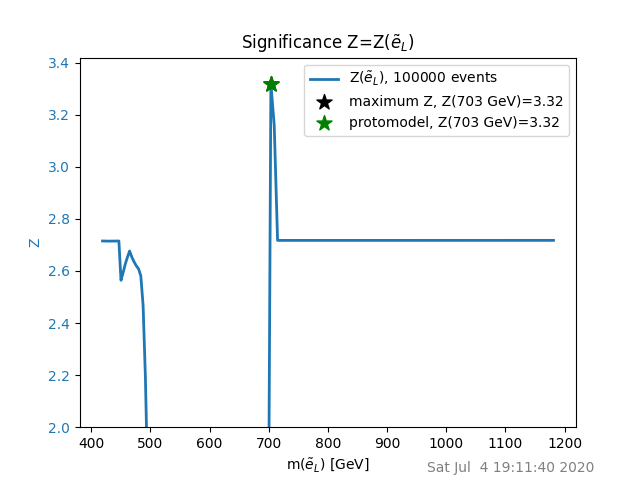 Significance Z=Z(ẽ_L)
Z(ẽ_L), 100000 events
maximum Z, Z(703 GeV)=3.32
protomodel, Z(703 GeV)=3.32
Z
3.4
3.2
3.0
2.8
2.6
2.4
2.2
2.0
400 500 600 700 800 900 1000 1100 1200
m(ẽ_L) [GeV]
Sat Jul 4 19:11:40 2020